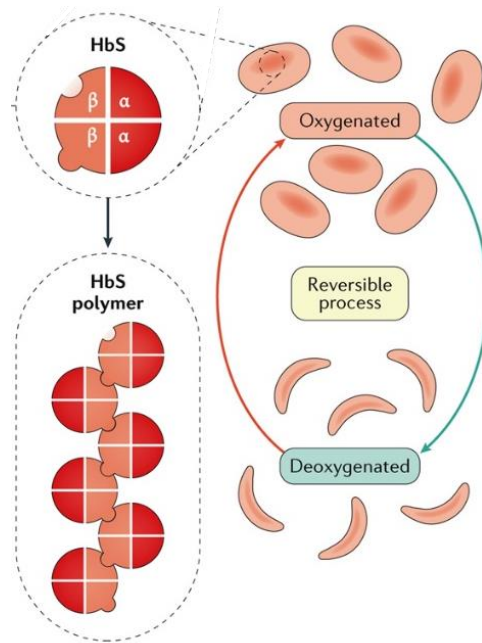 HbS
β α
β α
HbS
polymer
Oxygenated
Reversible
process
Deoxygenated